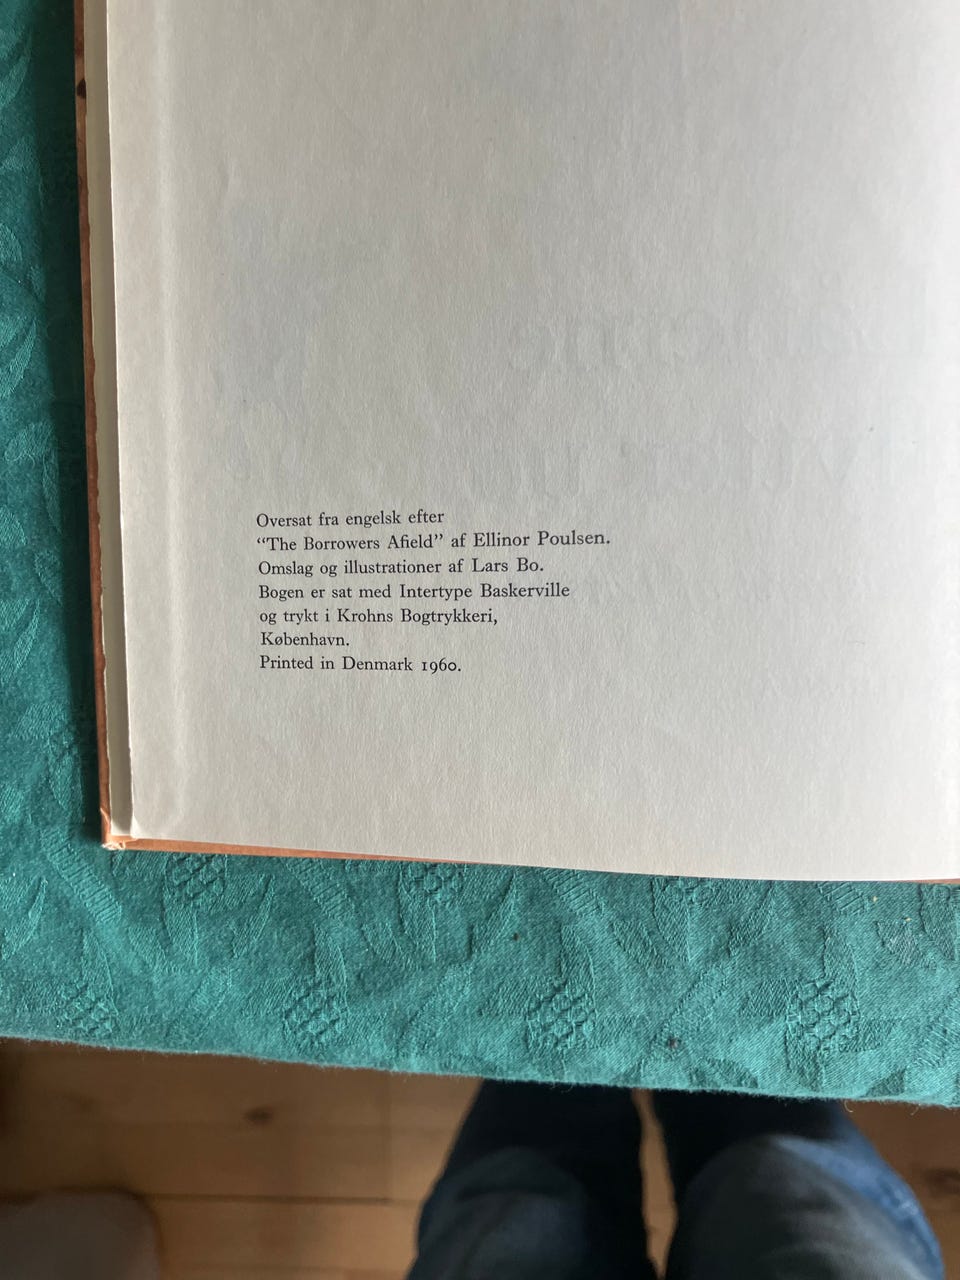 Oversat fra engelsk efter
“The Borrowers Afield” af Ellinor Poulsen.
Omslag og illustrationer af Lars Bo.
Bogen er sat med Intertype Baskerville
og trykt i Krohns Bogtrykkeri,
København.
Printed in Denmark 1960.